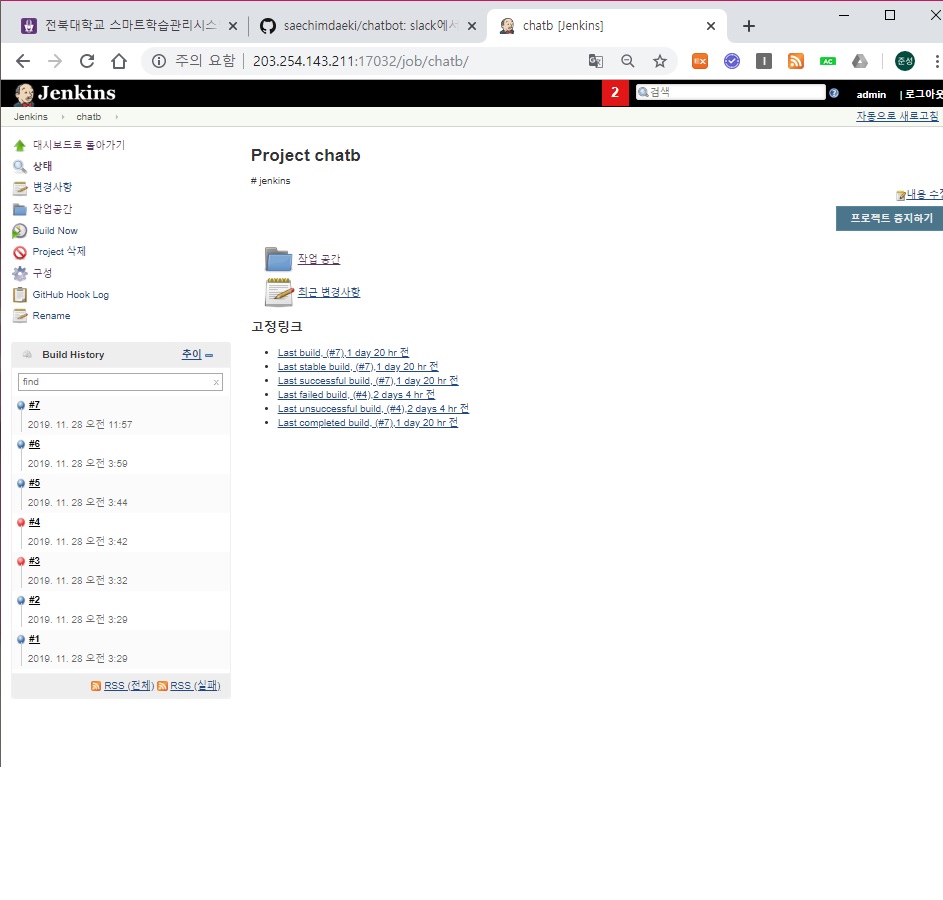 전북대학교 스마트학습관리시스
saechimdaeki/chatbot: slack에서
chatb [Jenkins]
주의 요함 | 203.254.143.211:17032/job/chatb/
AC
준성
Jenkins
2
검색
admin
| 로그아웃
Jenkins
chatb
자동으로 새로고침
대시보드로 돌아가기
상태
변경사항
작업공간
Build Now
Project 삭제
구성
GitHub Hook Log
Rename
Project chatb
# jenkins
내용 수정
프로젝트 중지하기
작업 공간
최근 변경사항
고정링크
Last build, (#7),1 day 20 hr 전
Last stable build, (#7),1 day 20 hr 전
Last successful build, (#7),1 day 20 hr 전
Last failed build, (#4),2 days 4 hr 전
Last unsuccessful build, (#4),2 days 4 hr 전
Last completed build, (#7),1 day 20 hr 전
Build History
추이
find
x
#7
2019. 11. 28 오전 11:57
#6
2019. 11. 28 오전 3:59
#5
2019. 11. 28 오전 3:44
#4
2019. 11. 28 오전 3:42
#3
2019. 11. 28 오전 3:32
#2
2019. 11. 28 오전 3:29
#1
2019. 11. 28 오전 3:29
RSS (전체)
RSS (실패)